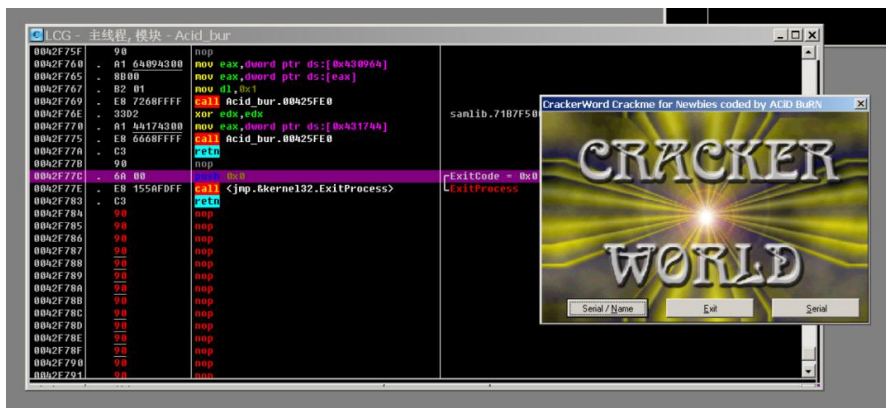 LCG - 主线程, 模块 - Acid_bur
0042F75F 90 nop
0042F760 . A1 64094300 mov eax,dword ptr ds:[0x430964]
0042F765 . 8B00 mov eax,dword ptr ds:[eax]
0042F767 . B2 01 mov dl,0x1
0042F769 . E8 7268FFFF call Acid_bur.00425FE0
0042F76E . 33D2 xor edx,edx samlib.71B7F50
0042F770 . A1 44174300 mov eax,dword ptr ds:[0x431744]
0042F775 . E8 6668FFFF call Acid_bur.00425FE0
0042F77A . C3 retn
0042F77B 90 nop
0042F77C . 6A 00 push 0x0 ExitCode = 0x0
0042F77E . E8 155AFDFF call <jmp.&kernel32.ExitProcess> ExitProcess
0042F783 . C3 retn
0042F784 90 nop
0042F785 90 nop
0042F786 90 nop
0042F787 90 nop
0042F788 90 nop
0042F789 90 nop
0042F78A 90 nop
0042F78B 90 nop
0042F78C 90 nop
0042F78D 90 nop
0042F78E 90 nop
0042F78F 90 nop
0042F790 90 nop
0042F791 90 nop
CrackerWord Crackme for Newbies coded by ACiD BuRN
CRACKER
WORLD
Serial / Name Exit Serial